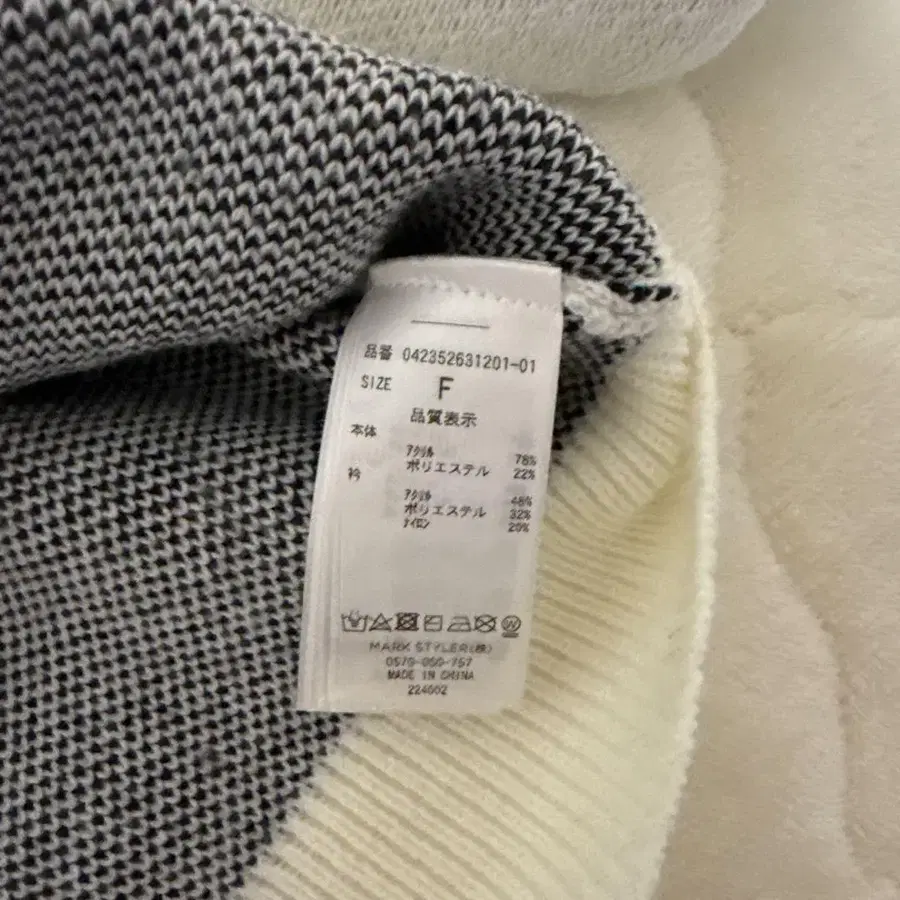 品番 042352631201-01
SIZE F
品質表示
本体
アクリル 78%
ポリエステル 22%
衿
アクリル 48%
ポリエステル 32%
ナイロン 20%
MARK STYLER(株)
0570-000-757
MADE IN CHINA
224002